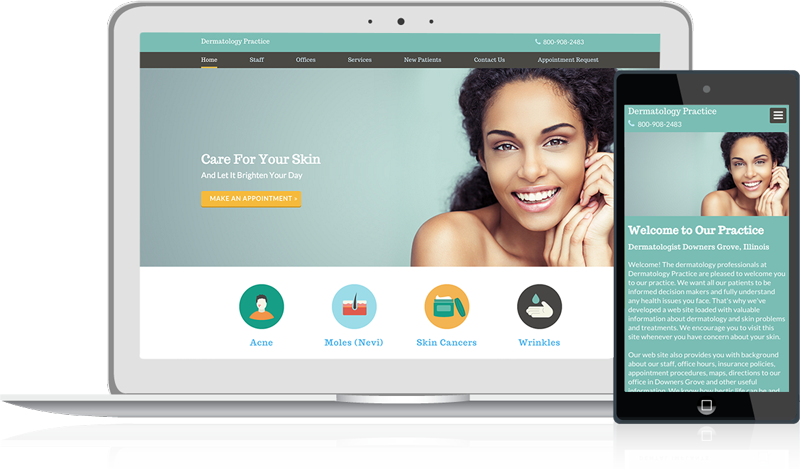 Dermatology Practice
800-908-2483
Home Staff Offices Services New Patients Contact Us Appointment Request
Care For Your Skin
And Let It Brighten Your Day
MAKE AN APPOINTMENT >
Acne Moles (Nevi) Skin Cancers Wrinkles
Dermatology Practice
800-908-2483
Welcome to Our Practice
Dermatologist Downers Grove, Illinois
Welcome! The dermatology professionals at
Dermatology Practice are pleased to welcome you
to our practice. We want all our patients to be
informed decision makers and fully understand
any health issues you face. That's why we've
developed a web site loaded with valuable
information about dermatology and skin problems
and treatments. We encourage you to visit this
site whenever you have concern about your skin.
Our web site also provides you with background
about our staff, office hours, insurance policies,
appointment procedures, maps, directions to our
office in Downers Grove and other useful
information. We know how hectic life can be and